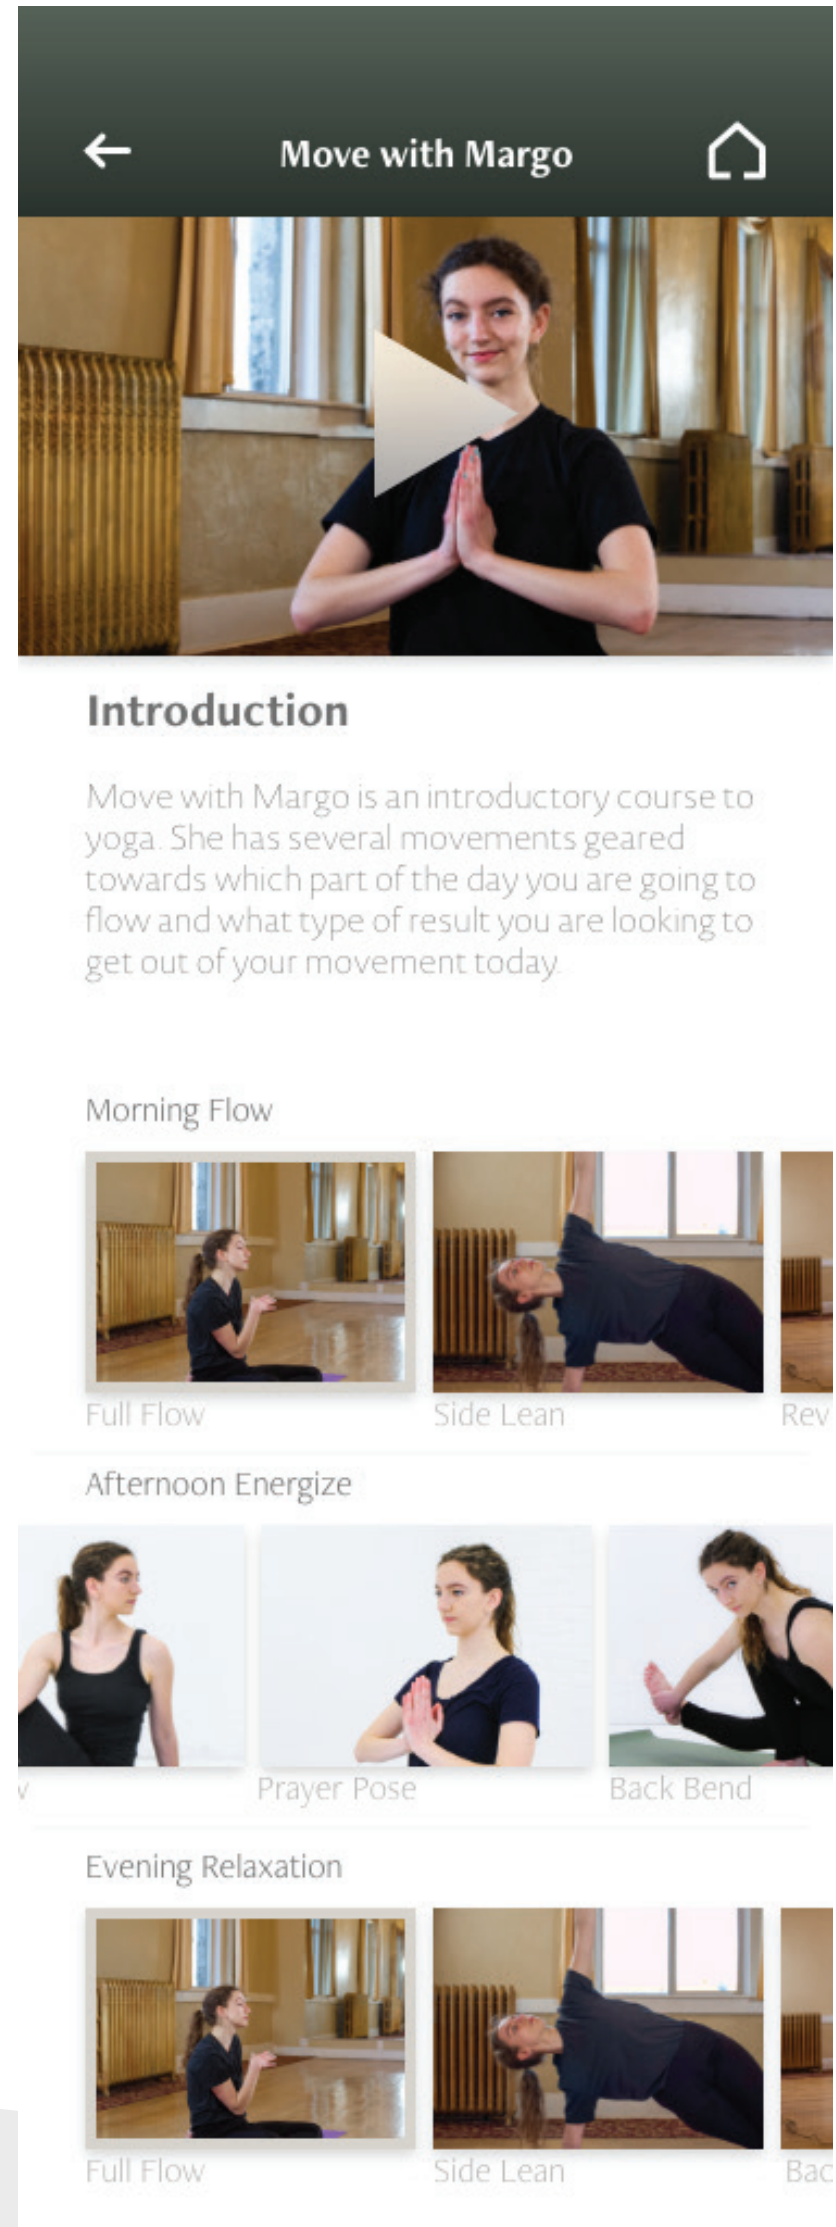 Move with Margo
Introduction
Move with Margo is an introductory course to
yoga. She has several movements geared
towards which part of the day you are going to
flow and what type of result you are looking to
get out of your movement today.
Morning Flow
Full Flow
Side Lean
Rev
Afternoon Energize
Prayer Pose
Back Bend
Evening Relaxation
Full Flow
Side Lean
Bac